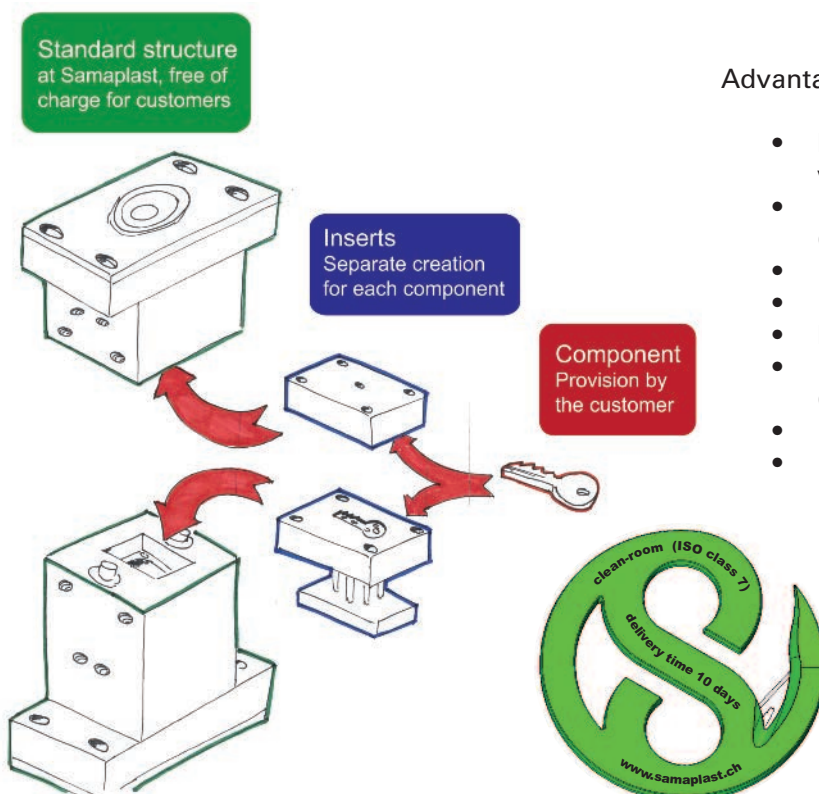 Standard structure
at Samaplast, free of
charge for customers
Inserts
Separate creation
for each component
Component
Provision by
the customer
clean-room (ISO class 7)
delivery time 10 days
www.samaplast.ch